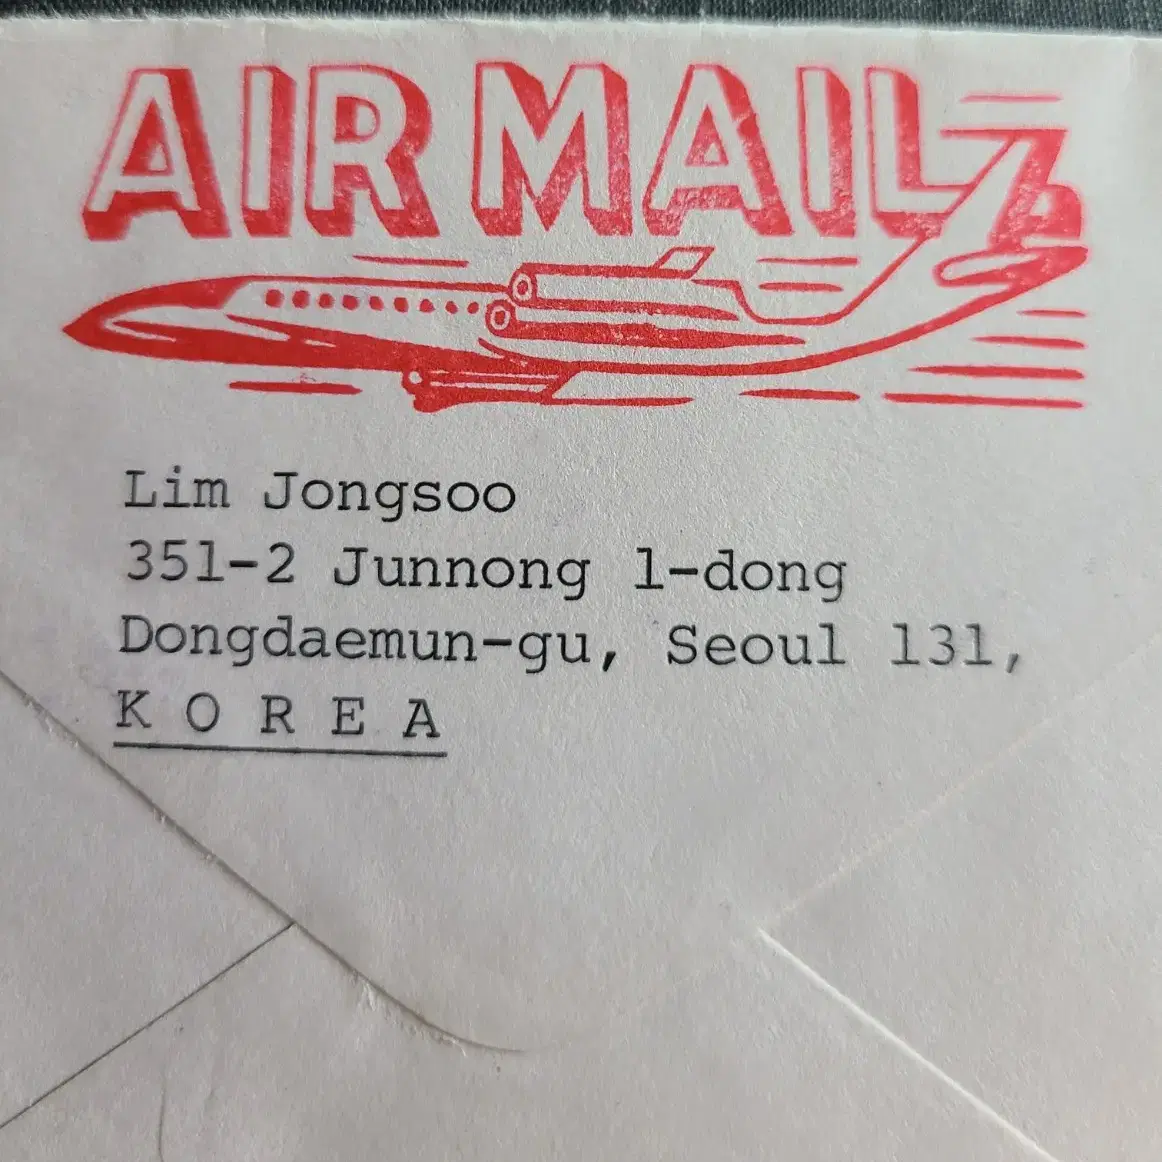 AIR MAIL
Lim Jongsoo
351-2 Junnong 1-dong
Dongdaemun-gu, Seoul 131,
K O R E A